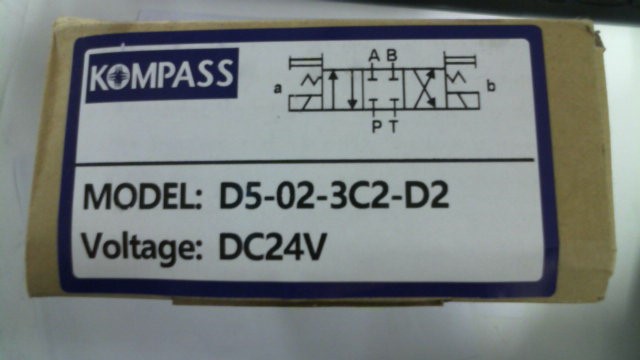 KOMPASS
A B
a b
P T
MODEL: D5-02-3C2-D2
Voltage: DC24V